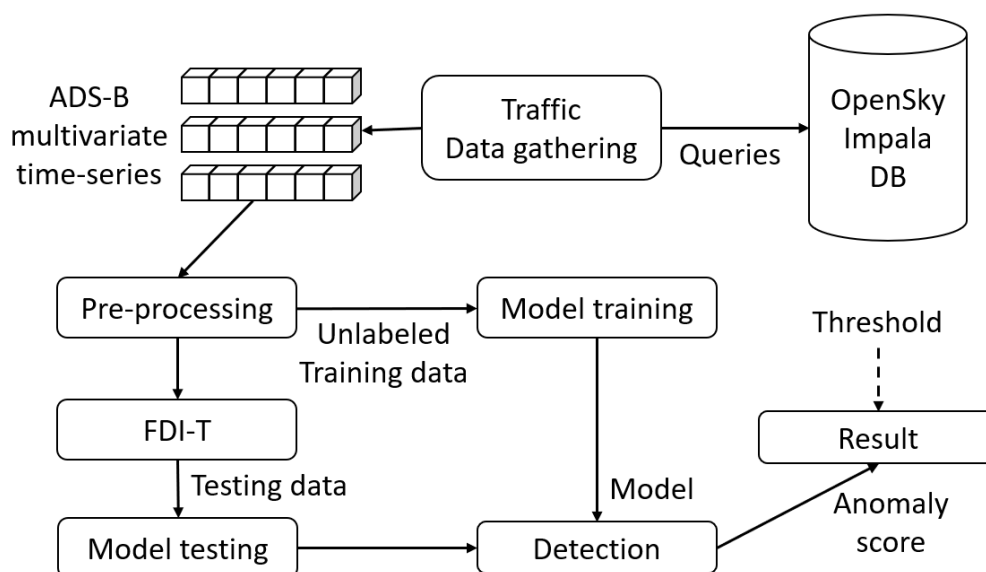 ADS-B
multivariate
time-series
Traffic
Data gathering
Queries
OpenSky
Impala
DB
Pre-processing
Unlabeled
Training data
Model training
Threshold
FDI-T
Result
Testing data
Model
Anomaly
score
Model testing
Detection